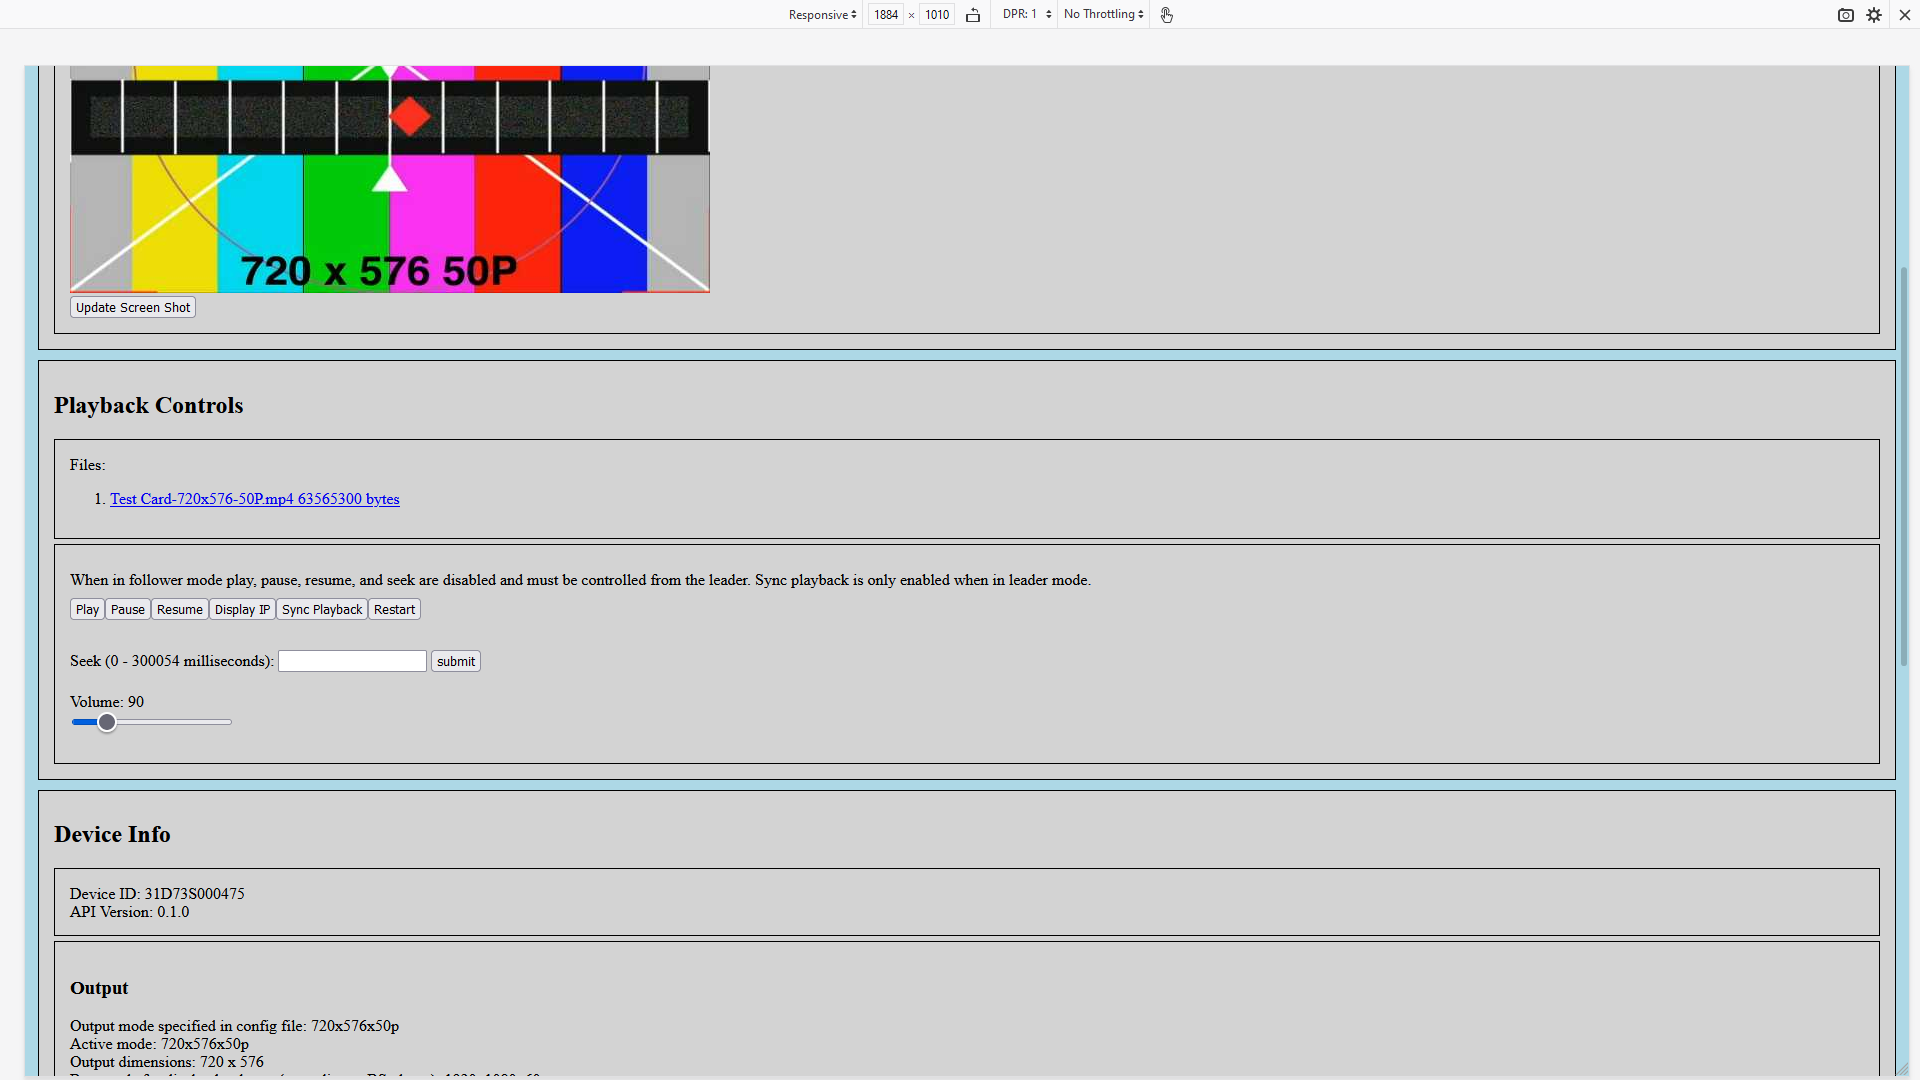 Responsive 1884 × 1010 DPR: 1 No Throttling
720 x 576 50P
Update Screen Shot
Playback Controls
Files:
1. Test Card-720x576-50P.mp4 63565300 bytes
When in follower mode play, pause, resume, and seek are disabled and must be controlled from the leader. Sync playback is only enabled when in leader mode.
Play Pause Resume Display IP Sync Playback Restart
Seek (0 - 300054 milliseconds): submit
Volume: 90
Device Info
Device ID: 31D73S000475
API Version: 0.1.0
Output
Output mode specified in config file: 720x576x50p
Active mode: 720x576x50p
Output dimensions: 720 x 576